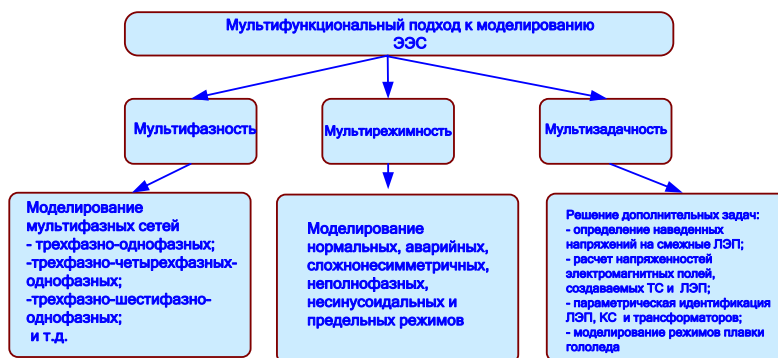 Мультифункциональный подход к моделированию
ЭЭС
Мультифазность
Мультирежимность
Мультизадачность
Моделирование
мультифазных сетей
- трехфазно-однофазных;
-трехфазно-четырехфазных-
однофазных;
-трехфазно-шестифазно-
однофазных;
и т.д.
Моделирование
нормальных, аварийных,
сложнонесимметричных,
неполнофазных,
несинусоидальных и
предельных режимов
Решение дополнительных задач:
- определение наведенных
напряжений на смежные ЛЭП;
- расчет напряженностей
электромагнитных полей,
создаваемых ТС и ЛЭП;
- параметрическая идентификация
ЛЭП, КС и трансформаторов;
- моделирование режимов плавки
гололеда